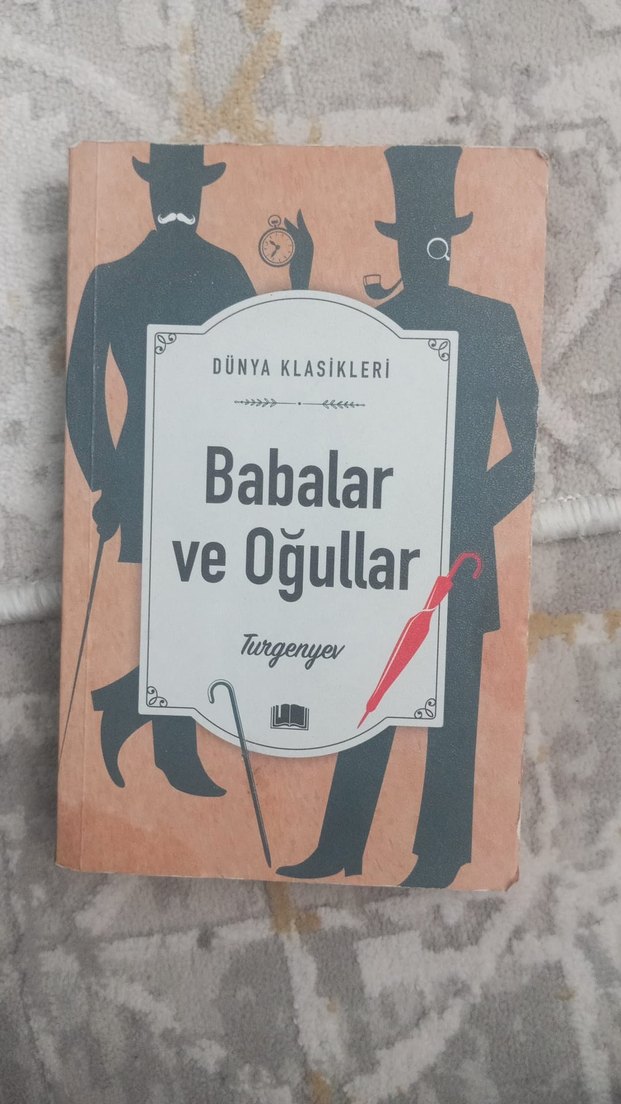 DÜNYA KLASİKLERİ
Babalar
ve Oğullar
Turgenyev